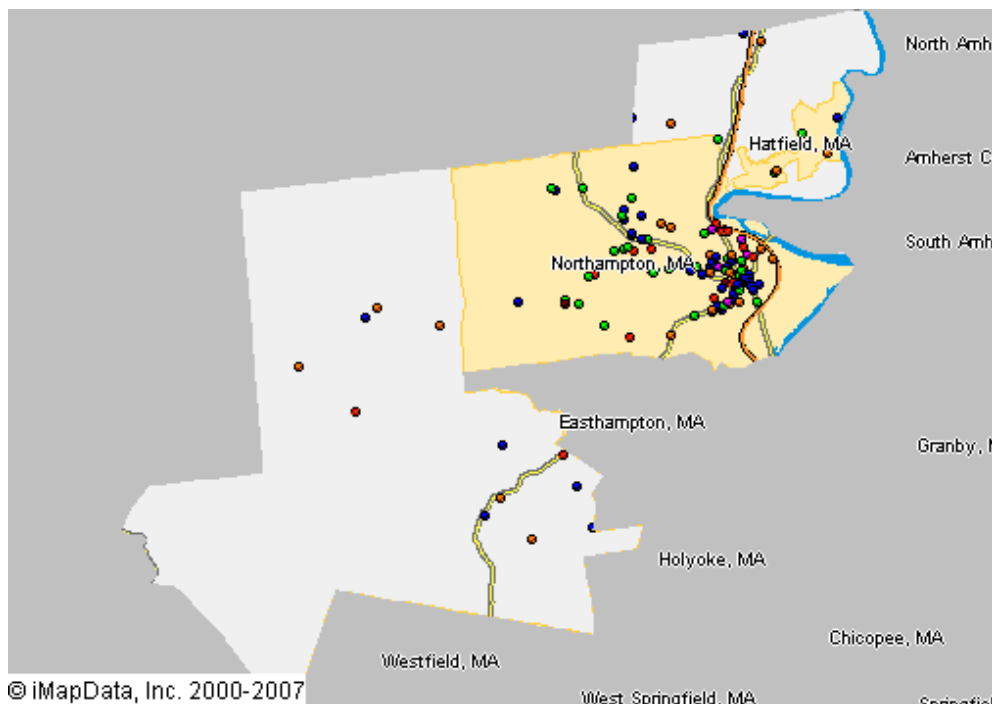 North Amh
Hatfield, MA
Amherst C
South Amh
Northampton, MA
Easthampton, MA
Granby,
Holyoke, MA
Chicopee, MA
Westfield, MA
© iMapData, Inc. 2000-2007
West Springfield, MA
Springfiel